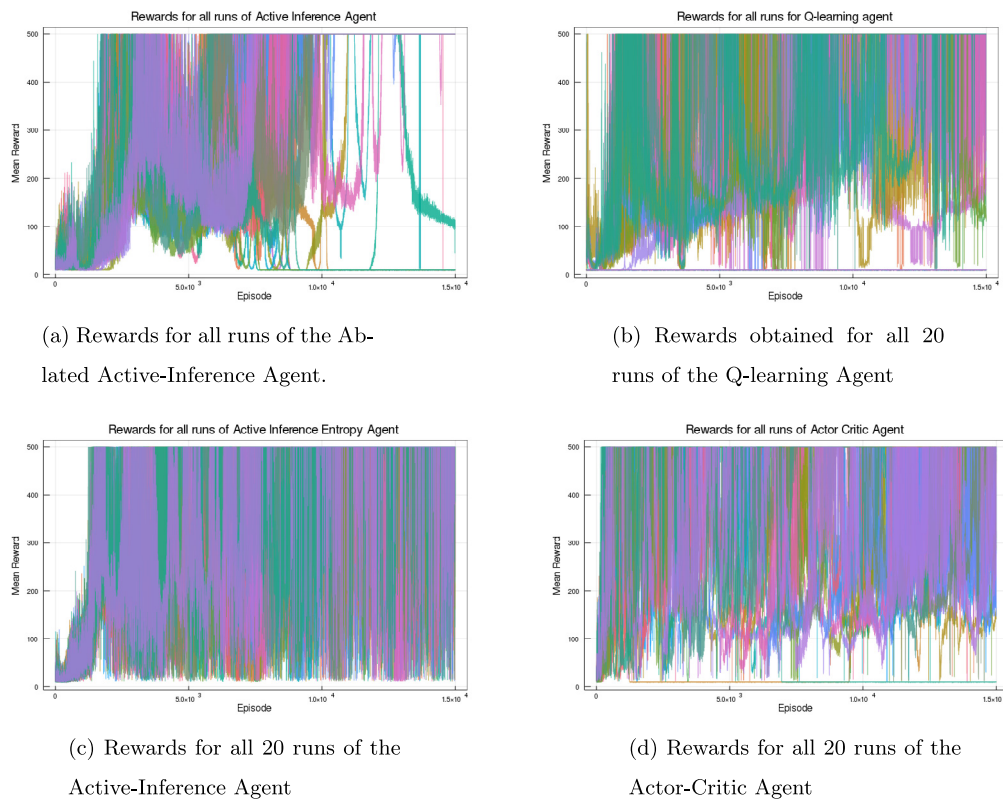 Rewards for all runs of Active Inference Agent
500
400
300
200
100
0
Mean Reward
0
5.0×10 3
1.0×10 4
1.5×10 4
Episode
(a) Rewards for all runs of the Ab-
lated Active-Inference Agent.
Rewards for all runs for Q-learning agent
500
400
300
200
100
0
Mean Reward
0
5.0×10 3
1.0×10 4
1.5×10 4
Episode
(b) Rewards obtained for all 20
runs of the Q-learning Agent
Rewards for all runs of Active Inference Entropy Agent
500
400
300
200
100
0
Mean Reward
0
5.0×10 3
1.0×10 4
1.5×10 4
Episode
(c) Rewards for all 20 runs of the
Active-Inference Agent
Rewards for all runs of Actor Critic Agent
500
400
300
200
100
0
Mean Reward
0
5.0×10 3
1.0×10 4
1.5×10 4
Episode
(d) Rewards for all 20 runs of the
Actor-Critic Agent